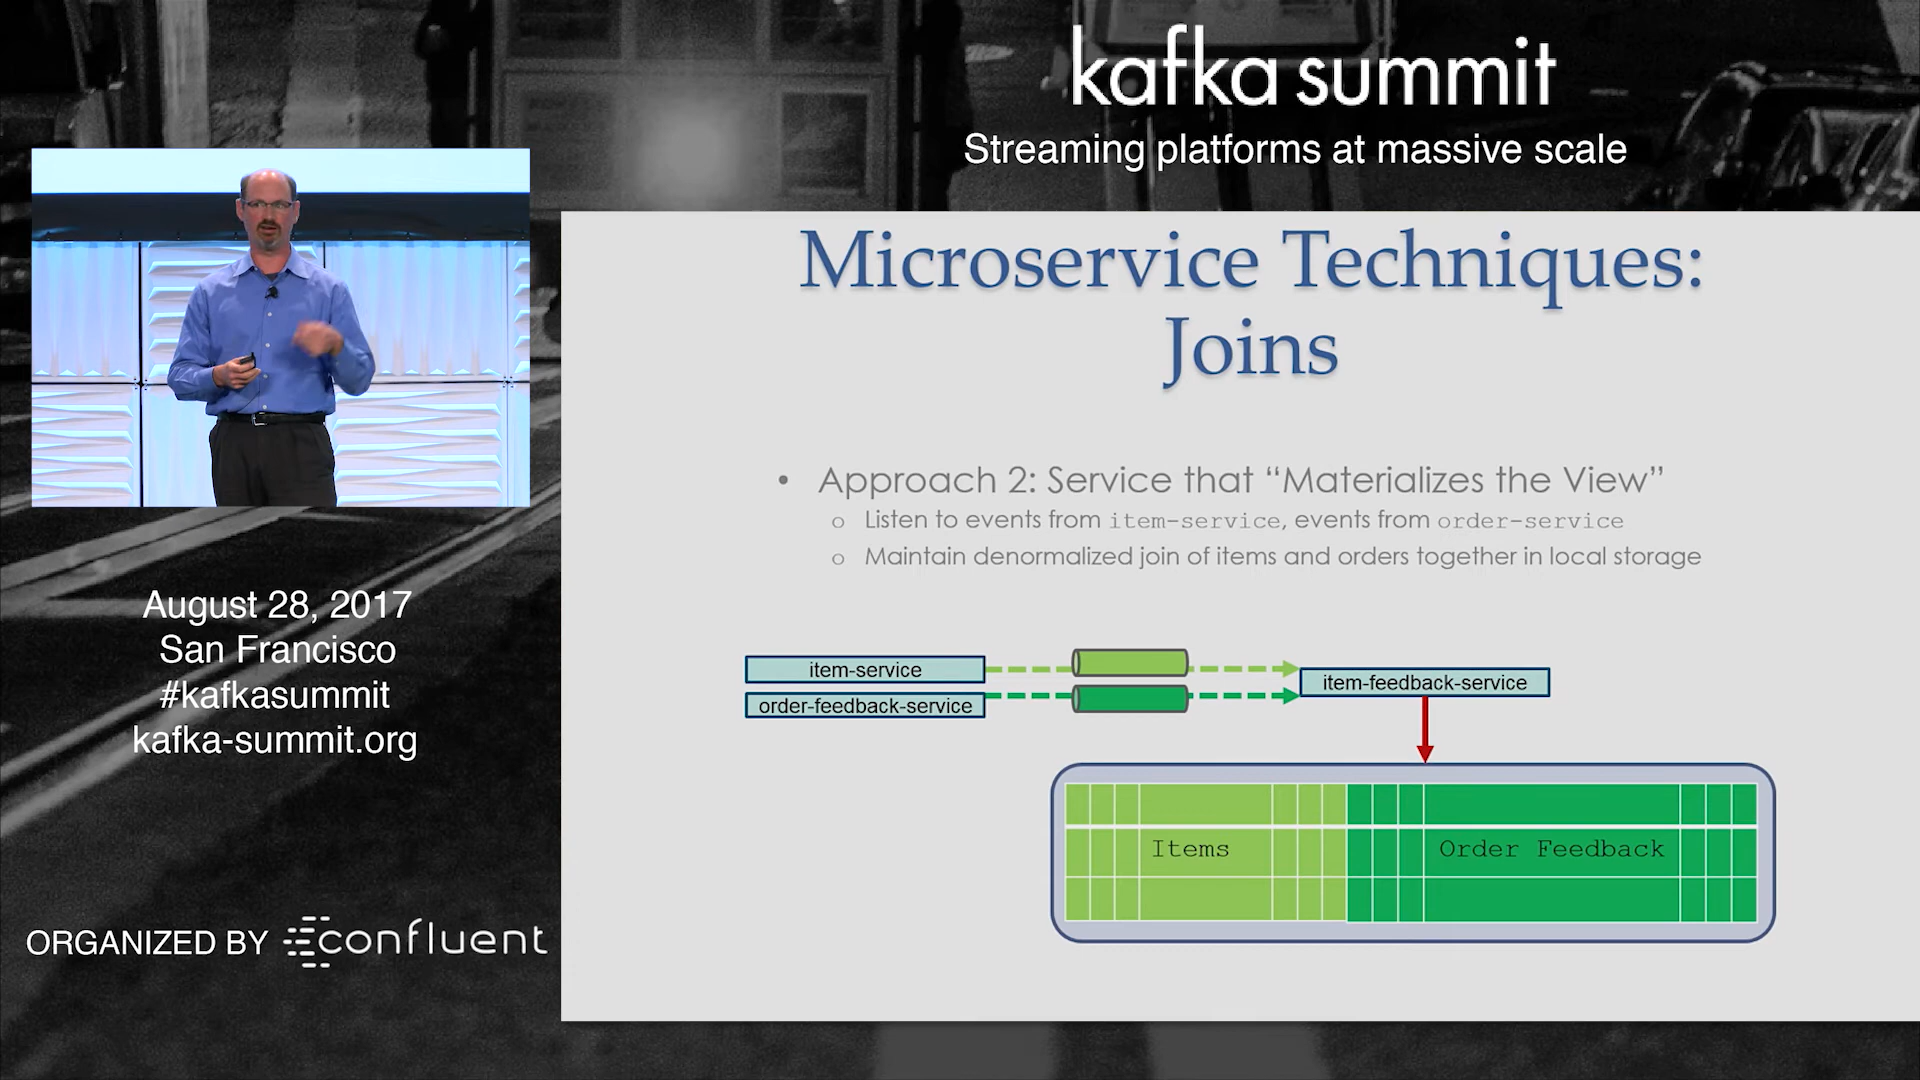 kafka summit
Streaming platforms at massive scale
Microservice Techniques:
Joins
• Approach 2: Service that “Materializes the View”
o Listen to events from item-service, events from order-service
o Maintain denormalized join of items and orders together in local storage
item-service
order-feedback-service
item-feedback-service
Items
Order Feedback
August 28, 2017
San Francisco
#kafkasummit
kafka-summit.org
ORGANIZED BY confluent